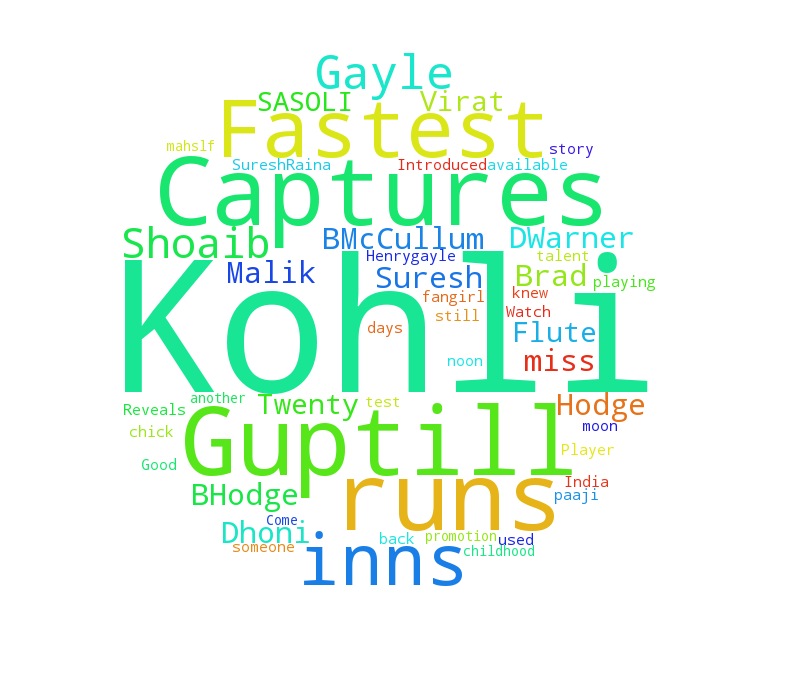 Gayle
SASOLI Virat
Fastest
mahslf story
SureshRaina Introduced available
Captures
Shoaib BMcCullum DWarner
Henrygayle talent
Malik Suresh Brad playing
fangirl knew
still Watch
days Flute
Kohli
noon miss
another
Reveals Twenty test Hodge
chick moon
Guptill
Good Player
BHodge India
runs paaji
Come
Dhoni back promotion used
someone childhood
inns